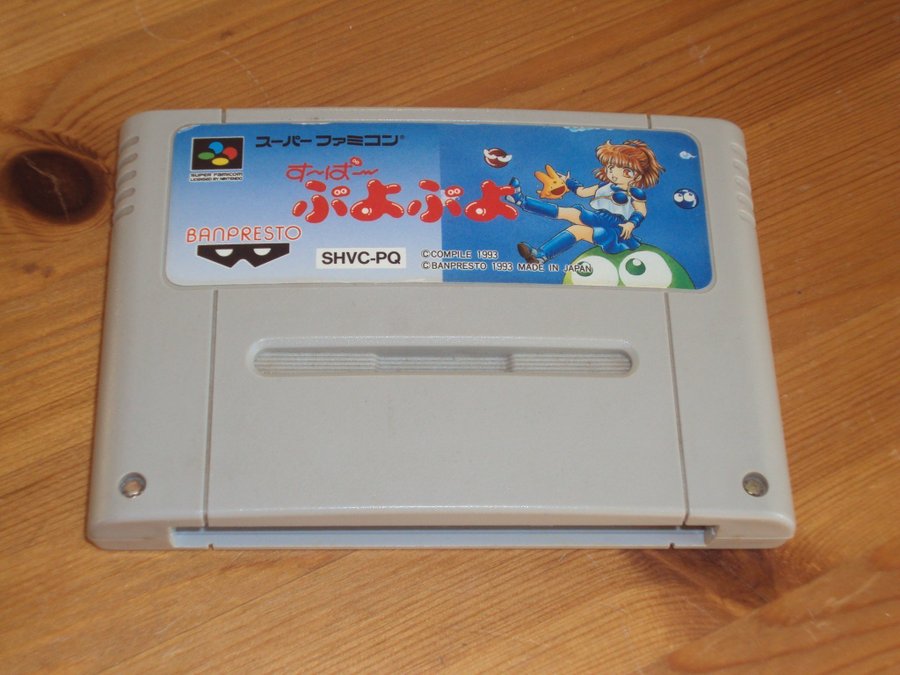 スーパーファミコン®
SUPER FAMICOM
LICENSED BY NINTENDO
す〜ぱ〜
ぷよぷよ
BANPRESTO
SHVC-PQ
©COMPILE 1993
©BANPRESTO 1993 MADE IN JAPAN